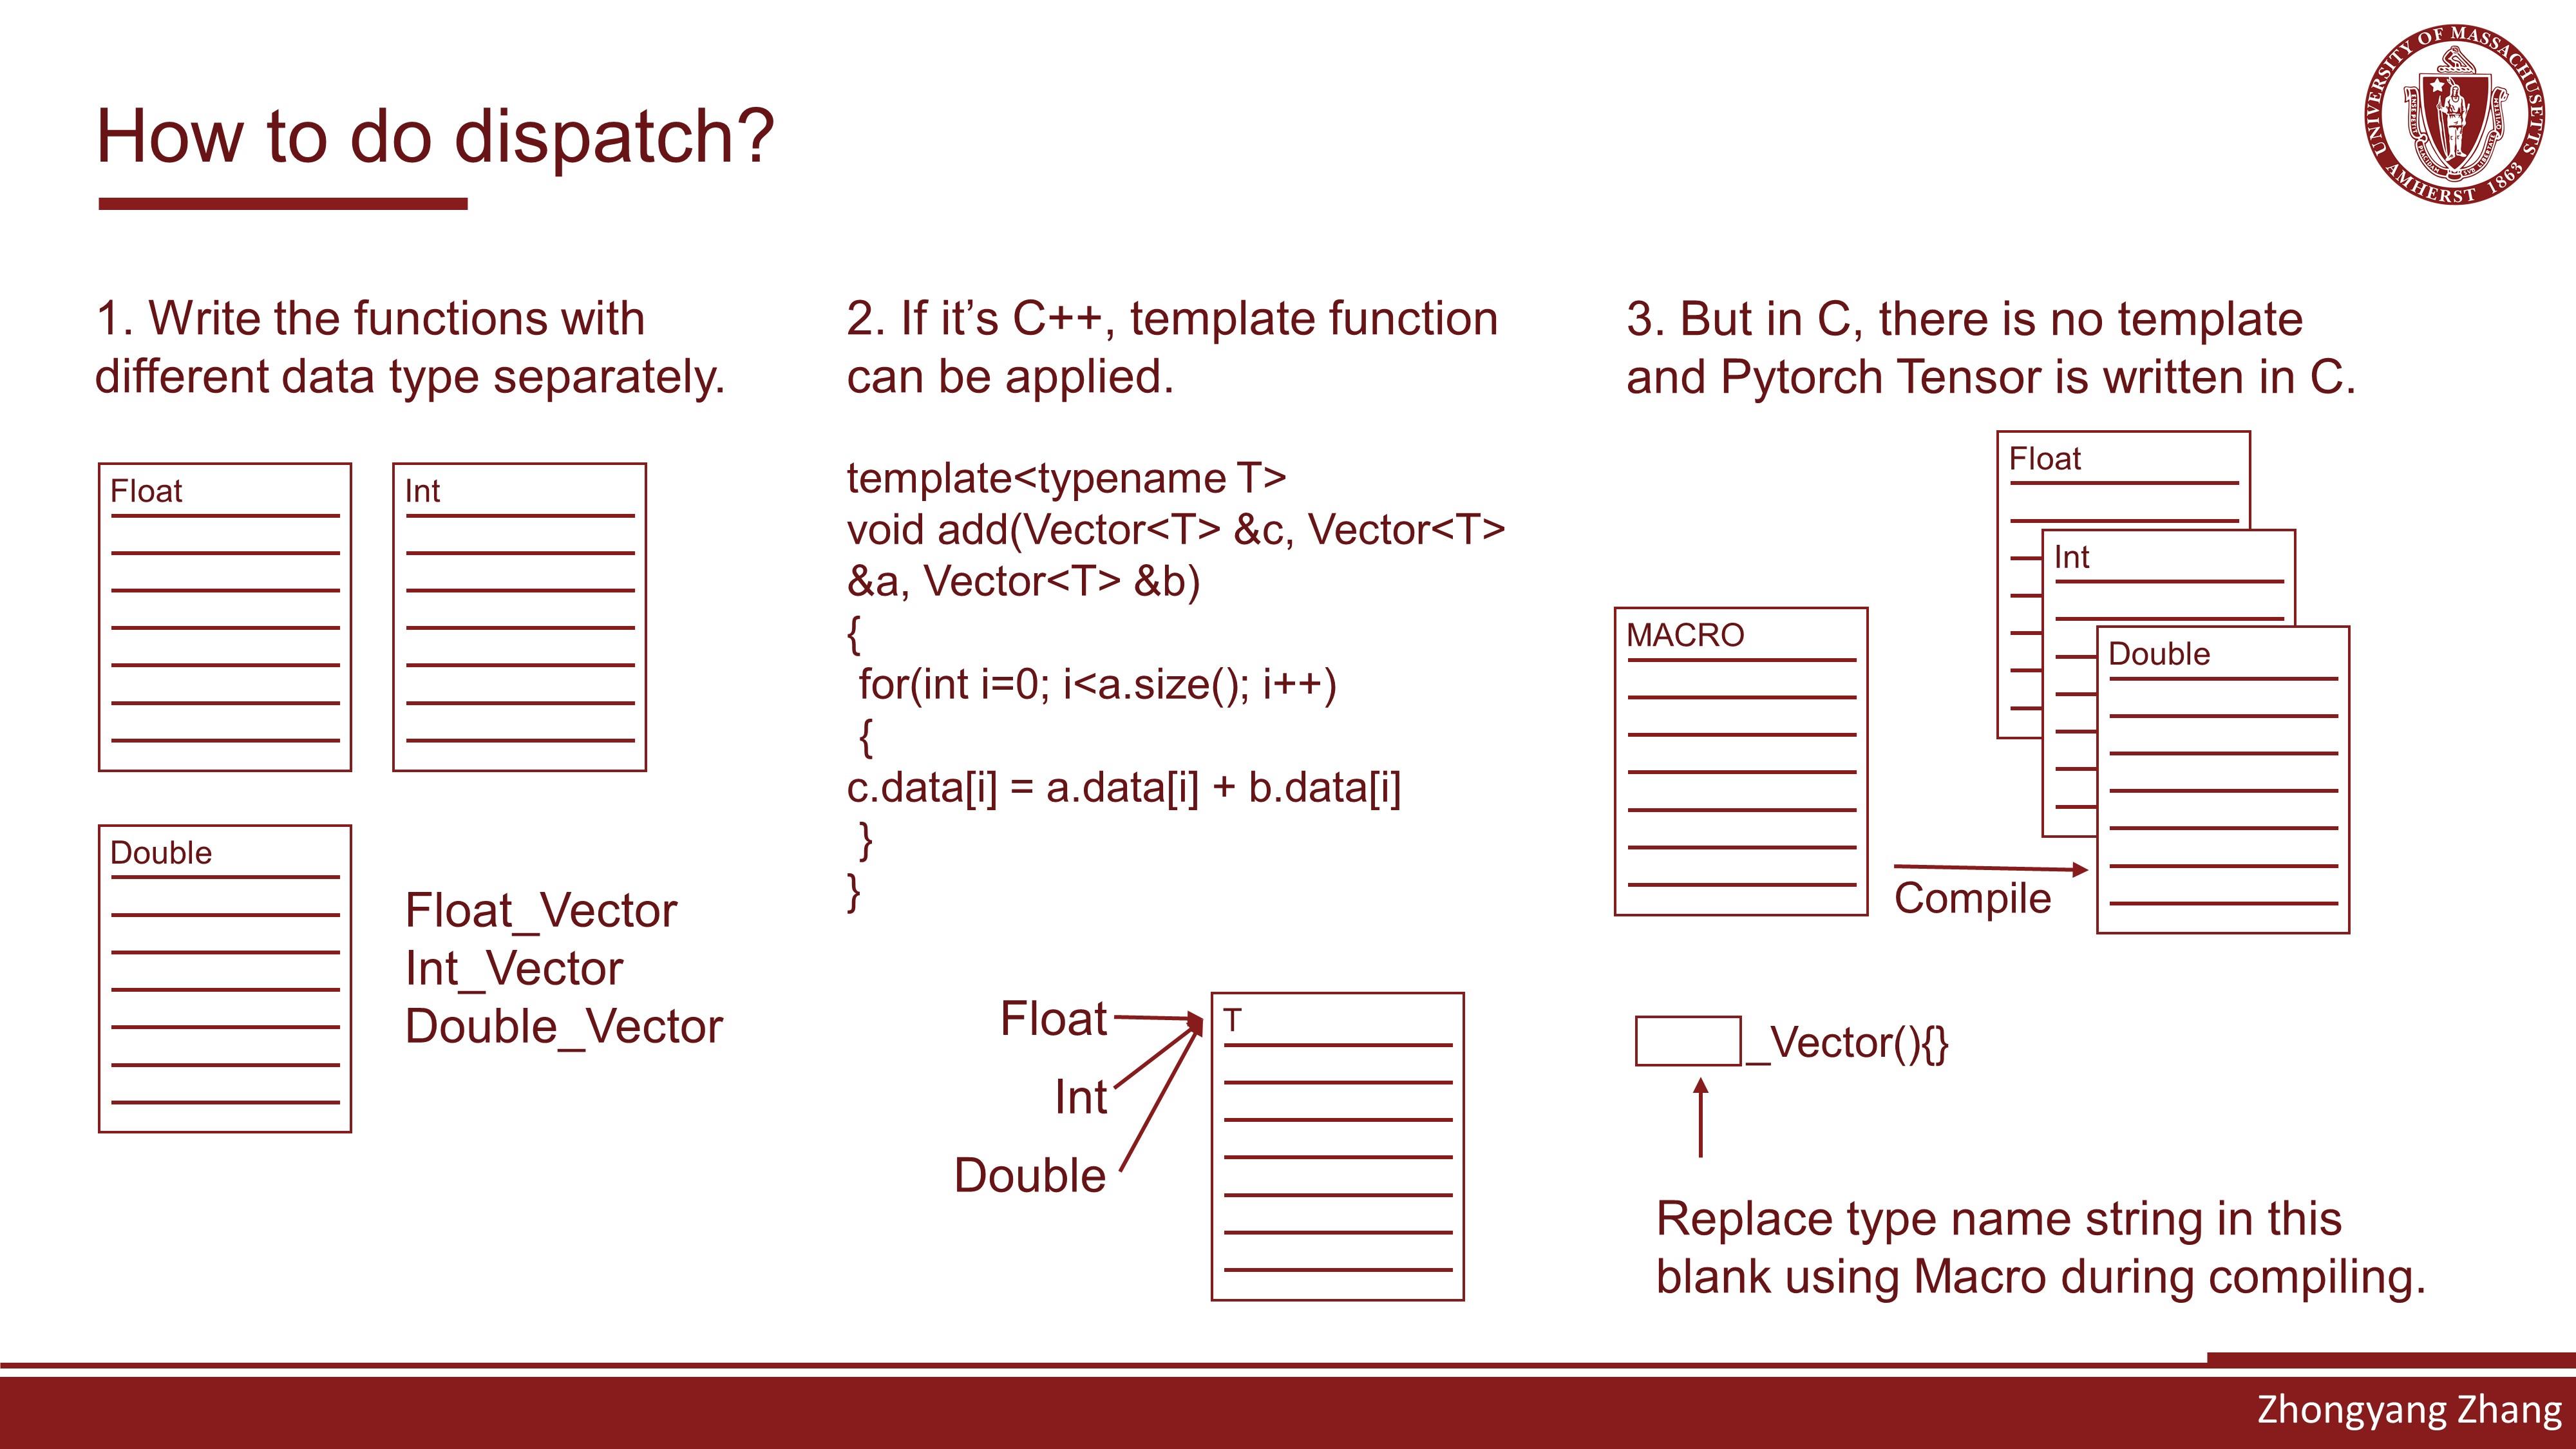 How to do dispatch?
UNIVERSITY OF MASSACHUSETTS
AMHERST 1863
1. Write the functions with
different data type separately.
Float
Int
Double
Float_Vector
Int_Vector
Double_Vector
2. If it’s C++, template function
can be applied.
template<typename T>
void add(Vector<T> &c, Vector<T>
&a, Vector<T> &b)
{
for(int i=0; i<a.size(); i++)
{
c.data[i] = a.data[i] + b.data[i]
}
}
Float
Int
Double
T
3. But in C, there is no template
and Pytorch Tensor is written in C.
Float
Int
Double
MACRO
Compile
_Vector(){}
Replace type name string in this
blank using Macro during compiling.
Zhongyang Zhang